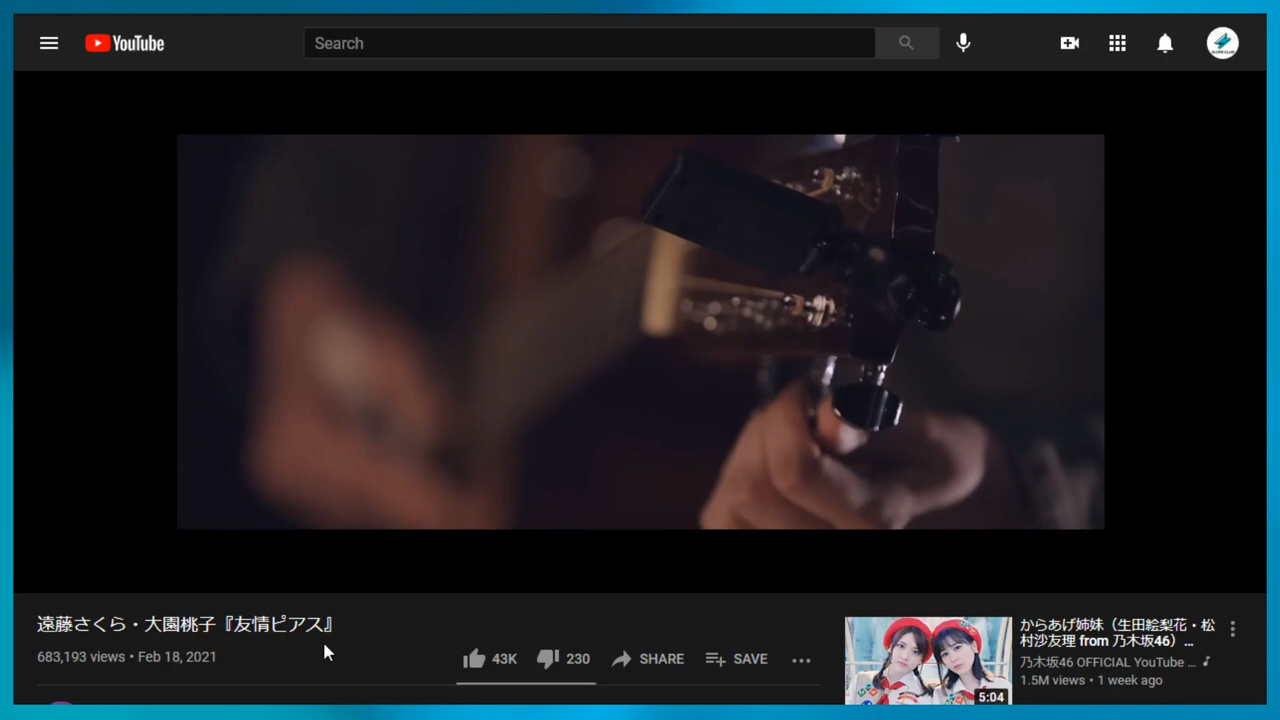 YouTube
Search
遠藤さくら・大園桃子『友情ピアス』
683,193 views • Feb 18, 2021
43K
230
SHARE
SAVE
からあげ姉妹（生田絵梨花・松
村沙友理 from 乃木坂46）...
乃木坂46 OFFICIAL YouTube ...
1.5M views • 1 week ago
5:04